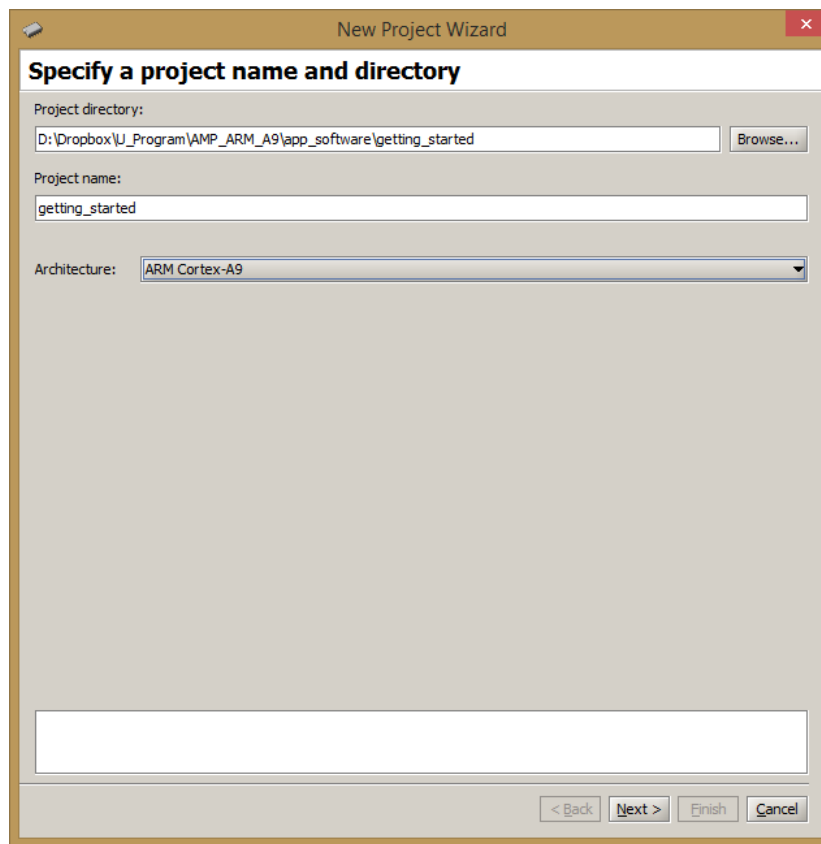 New Project Wizard
Specify a project name and directory
Project directory:
D:\Dropbox\U_Program\AMP_ARM_A9\app_software\getting_started
Browse...
Project name:
getting_started
Architecture:
ARM Cortex-A9
< Back
Next >
Finish
Cancel